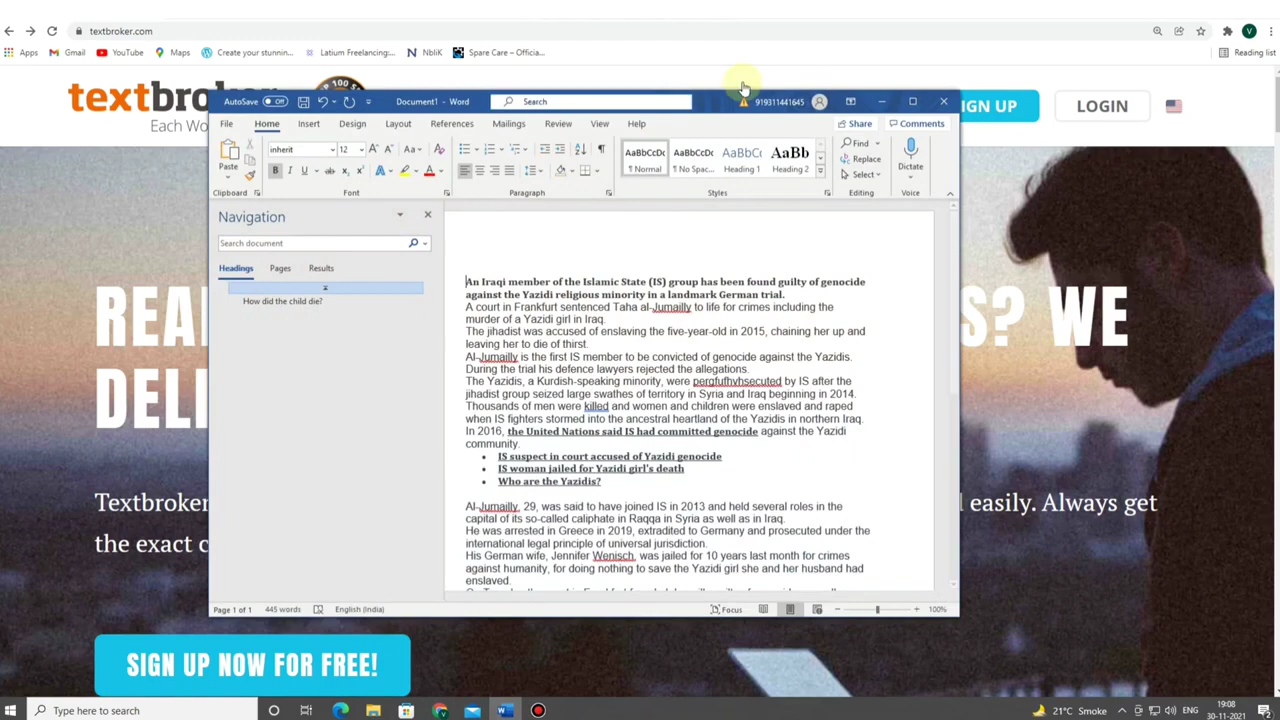 textbroker.com
Apps Gmail YouTube Maps Create your stunnin... Latium Freelancing:... NbliK Spare Care – Officia... Reading list
textbro
Each Wo
SIGN UP LOGIN
AutoSave Off Document1 - Word Search 919311441645
File Home Insert Design Layout References Mailings Review View Help Share Comments
Paste inherit 12 Aa AaBbCcDc AaBbCcDc AaBbCc AaBb Find Replace Select Dictate
B I U ab x₂ x² A A ¶ Normal ¶ No Spac... Heading 1 Heading 2
Clipboard Font Paragraph Styles Editing Voice
Navigation
Search document
Headings Pages Results
How did the child die?
An Iraqi member of the Islamic State (IS) group has been found guilty of genocide
against the Yazidi religious minority in a landmark German trial.
A court in Frankfurt sentenced Taha al-Jumailly to life for crimes including the
murder of a Yazidi girl in Iraq.
The jihadist was accused of enslaving the five-year-old in 2015, chaining her up and
leaving her to die of thirst.
Al-Jumailly is the first IS member to be convicted of genocide against the Yazidis.
During the trial his defence lawyers rejected the allegations.
The Yazidis, a Kurdish-speaking minority, were pergfufhvhsecuted by IS after the
jihadist group seized large swathes of territory in Syria and Iraq beginning in 2014.
Thousands of men were killed and women and children were enslaved and raped
when IS fighters stormed into the ancestral heartland of the Yazidis in northern Iraq.
In 2016, the United Nations said IS had committed genocide against the Yazidi
community.
• IS suspect in court accused of Yazidi genocide
• IS woman jailed for Yazidi girl's death
• Who are the Yazidis?
Al-Jumailly, 29, was said to have joined IS in 2013 and held several roles in the
capital of its so-called caliphate in Raqqa in Syria as well as in Iraq.
He was arrested in Greece in 2019, extradited to Germany and prosecuted under the
international legal principle of universal jurisdiction.
His German wife, Jennifer Wenisch, was jailed for 10 years last month for crimes
against humanity, for doing nothing to save the Yazidi girl she and her husband had
enslaved.
Page 1 of 1 445 words English (India) Focus 100%
REA S? WE
DELI
Textbroker d easily. Always get
the exact c
SIGN UP NOW FOR FREE!
Type here to search 21°C Smoke 19:08
30-11-2021